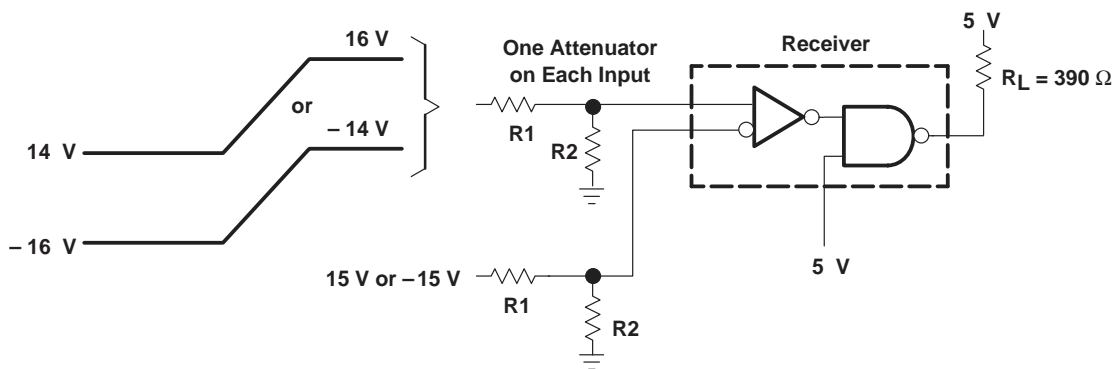 5 V
16 V
One Attenuator
on Each Input
Receiver
R_L = 390 Ω
or
R1
– 14 V
14 V
R2
– 16 V
5 V
15 V or –15 V
R1
R2